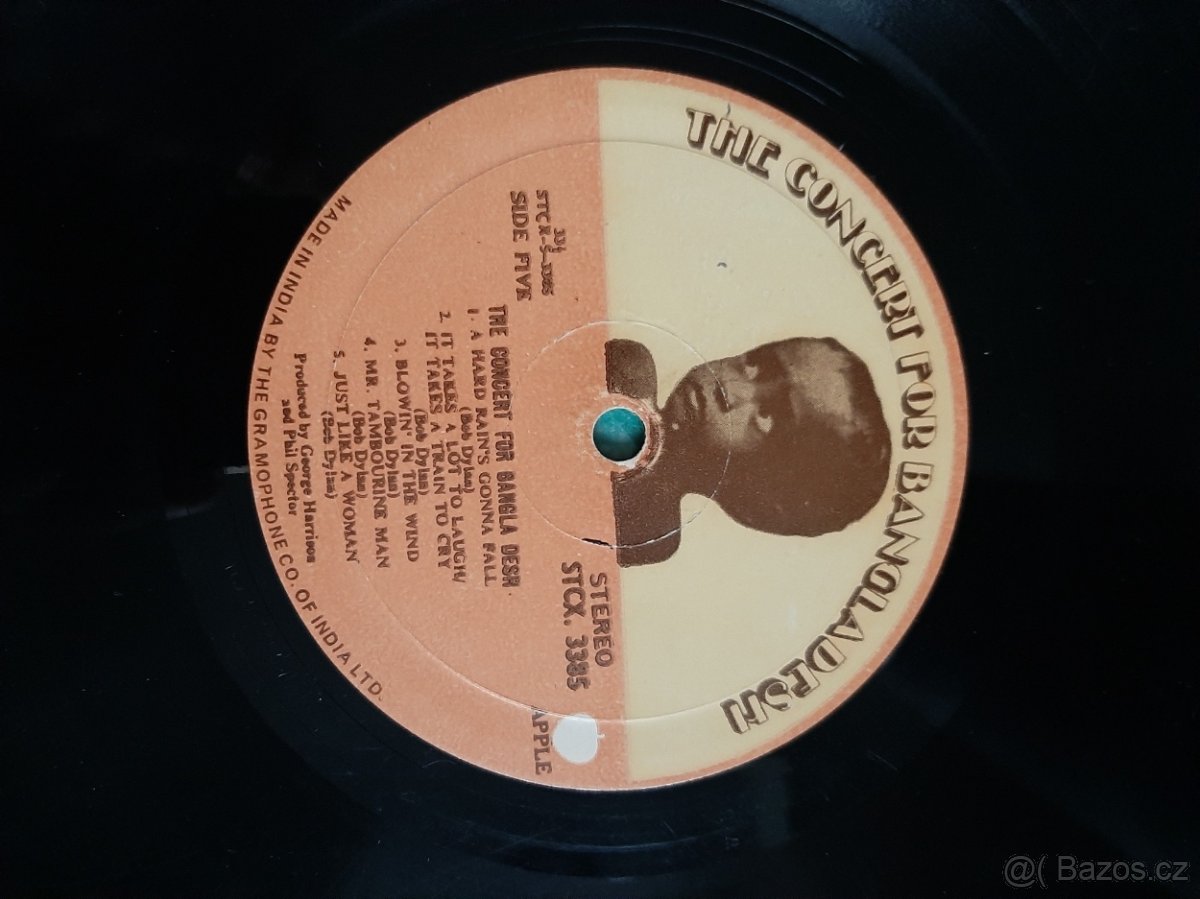 THE CONCERT FOR BANGLADESH
STEREO
STCX. 3385
APPLE
33⅓
SIDE FIVE
THE CONCERT FOR BANGLA DESH
1. A HARD RAIN'S GONNA FALL
(Bob Dylan)
2. IT TAKES A LOT TO LAUGH/
IT TAKES A TRAIN TO CRY
(Bob Dylan)
3. BLOWIN' IN THE WIND
(Bob Dylan)
4. MR. TAMBOURINE MAN
(Bob Dylan)
5. JUST LIKE A WOMAN
(Bob Dylan)
Produced by George Harrison
and Phil Spector
MADE IN INDIA BY THE GRAMOPHONE CO. OF INDIA LTD.
@( Bazos.cz